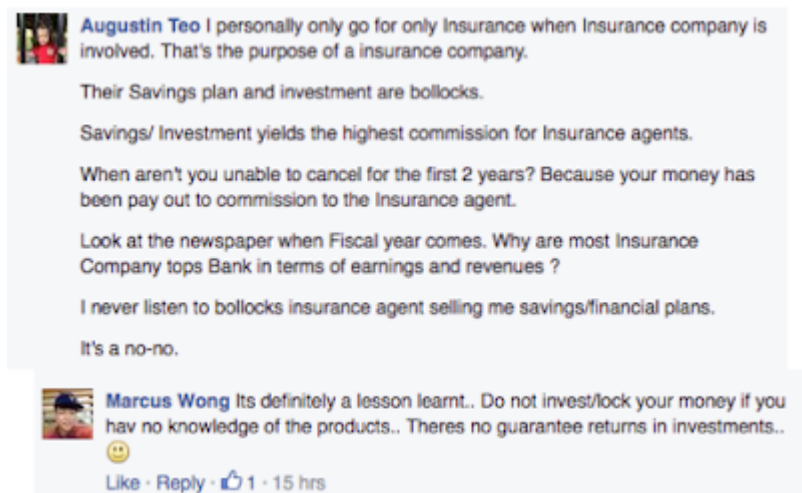 Augustin Teo I personally only go for only Insurance when Insurance company is
involved. That's the purpose of a insurance company.
Their Savings plan and investment are bollocks.
Savings/ Investment yields the highest commission for Insurance agents.
When aren't you unable to cancel for the first 2 years? Because your money has
been pay out to commission to the Insurance agent.
Look at the newspaper when Fiscal year comes. Why are most Insurance
Company tops Bank in terms of earnings and revenues ?
I never listen to bollocks insurance agent selling me savings/financial plans.
It's a no-no.
Marcus Wong Its definitely a lesson learnt.. Do not invest/lock your money if you
hav no knowledge of the products.. Theres no guarantee returns in investments..
Like · Reply · 1 · 15 hrs